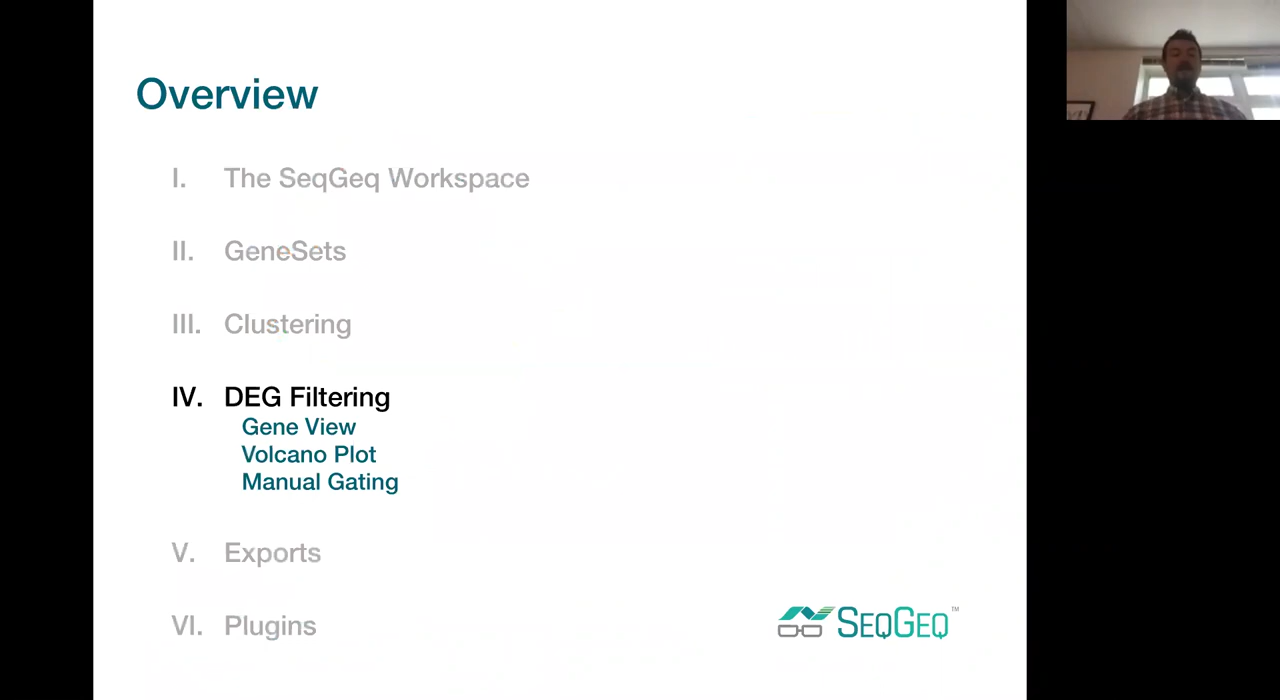 Overview
I. The SeqGeq Workspace
II. GeneSets
III. Clustering
IV. DEG Filtering
Gene View
Volcano Plot
Manual Gating
V. Exports
VI. Plugins
SEQGEQ™